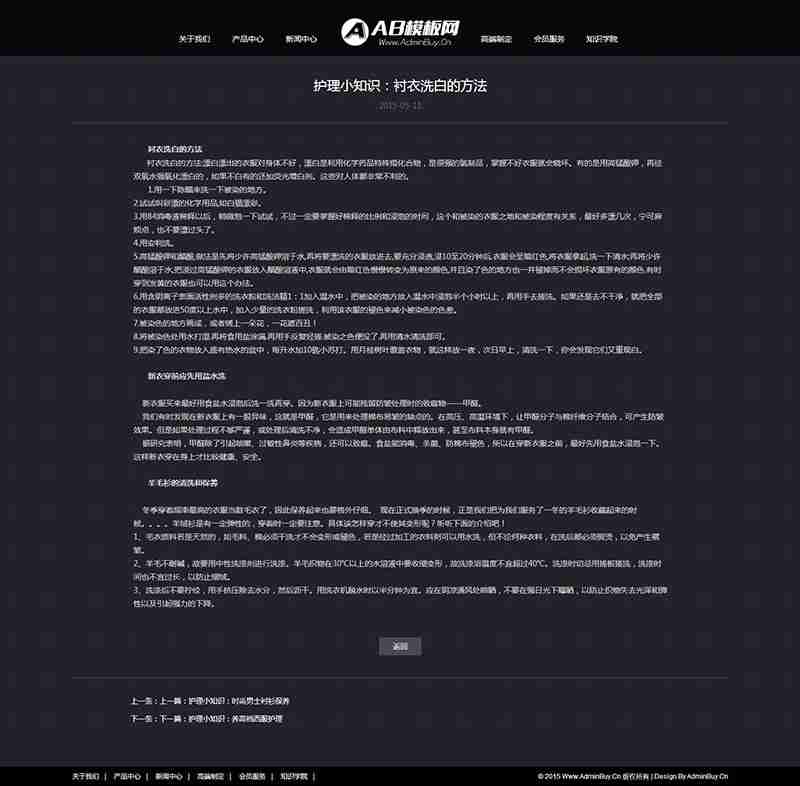 关于我们 产品中心 新闻中心 AB模板网 Www.AdminBuy.Cn 高端制定 会员服务 知识学院
护理小知识：衬衣洗白的方法
2015-05-11
衬衣洗白的方法
衬衣洗白的方法:漂白漂出的衣服对身体不好，漂白是利用化学药品特殊熔化合物，是很强的氧制品，掌握不好衣服就会烧坏。有的是用高锰酸钾，再经
双氧水强氧化漂白的，如果不白有的还加荧光增白剂。这些对人体都非常不利的。
1.用一下除
2.试试叫彩漂的化学用品,如白猫漂彩。
3.用84消毒液稀释以后，稍微泡一下试试，不过一定要掌握好稀释的比例和浸泡的时间，这个和被染的衣服之地和被染程度有关系，最好多漂几次，宁可麻
烦点，也不要漂过头了。
4.用染制洗。
5.高锰酸钾和醋酸,做法是先将少许高锰酸钾溶于水,再将要漂洗的衣服放进去,要充分浸透,浸10至20分钟后,衣服会呈暗红色,将衣服拿起,洗一下清水;再将少许
醋酸溶于水,把浸过高锰酸钾的衣服放入醋酸溶液中,衣服就会由暗红色慢慢转变为原来的颜色,并且染了色的地方也一并褪掉而不会损坏衣服原有的颜色,有时
穿到发黄的衣服也可以用这个办法。
6.用含阴离子表面活性剂多的洗衣粉和洗洁精1：1加入温水中，把被染的地方放入温水中浸泡半个小时以上，再用手去搓洗。如果还是去不干净，就把全部
的衣服都放进50度以上水中，加入少量的洗衣粉搓洗，利用该衣服的褪色来减小被染色的色差。
7.被染色的地方画或，或者绣上一朵花，一花遮百丑！
8.将被染色处用水打湿,再将食用盐涂满,再用手反复轻搓,被染之色便没了,再用清水清洗即可。
9.把染了色的衣物放入盛有热水的盆中，每升水加10匙小苏打。用月桂树叶覆盖衣物，就这样放一夜，次日早上，清洗一下，你会发现它们又重现白。
新衣穿前应先用盐水洗
新衣服买来最好用食盐水浸泡后洗一洗再穿。因为新衣服上可能残留防皱处理时的致癌物——甲醛。
我们有时发现在新衣服上有一股异味，这就是甲醛，它是用来处理棉布易皱的缺点的。在高压、高温环境下，让甲醛分子与棉纤维分子结合，可产生防皱
效果。但是如果处理过程不够严谨，或处理后清洗不净，会造成甲醛单体由布料中释放出来，甚至布料本身就有甲醛。
据研究表明，甲醛除了引起咳嗽、过敏性鼻炎等疾病，还可以致癌。食盐能消毒、杀菌、防棉布褪色，所以在穿新衣服之前，最好先用食盐水浸泡一下。
这样新衣穿在身上才比较健康、安全。
羊毛衫的清洗和保养
冬季穿着频率最高的衣服当数毛衣了，因此保养起来也要格外仔细。 现在正式换季的时候，正是我们把为我们服务了一冬的羊毛衫收藏起来的时
候。。。。羊绒衫是有一定弹性的，穿着时一定要注意。具体该怎样穿才不使其变形呢？听听下面的介绍吧！
1、毛衣原料若是天然的，如毛料、棉必须干洗才不会变形或褪色，若是经过加工的衣料则可以用水洗，但不论何种衣料，在洗后都必须熨烫，以免产生褶
皱。
2、羊毛不耐碱，故要用中性洗涤剂进行洗涤。羊毛织物在30℃以上的水溶液中要收缩变形，故洗涤浴温度不宜超过40℃。洗涤时切忌用搓板搓洗，洗涤时
间也不宜过长，以防止缩绒。
3、洗涤后不要拧绞，用手挤压除去水分，然后沥干。用洗衣机脱水时以半分钟为宜。应在阴凉通风处晾晒，不要在强日光下曝晒，以防止织物失去光泽和弹
性以及引起强力的下降。
返回
上一条：上一篇：护理小知识：时尚男士衬衫保养
下一条：下一篇：护理小知识：养高档西服护理
关于我们 | 产品中心 | 新闻中心 | 高端制定 | 会员服务 | 知识学院 | © 2015 Www.AdminBuy.Cn 版权所有 | Design By AdminBuy.Cn